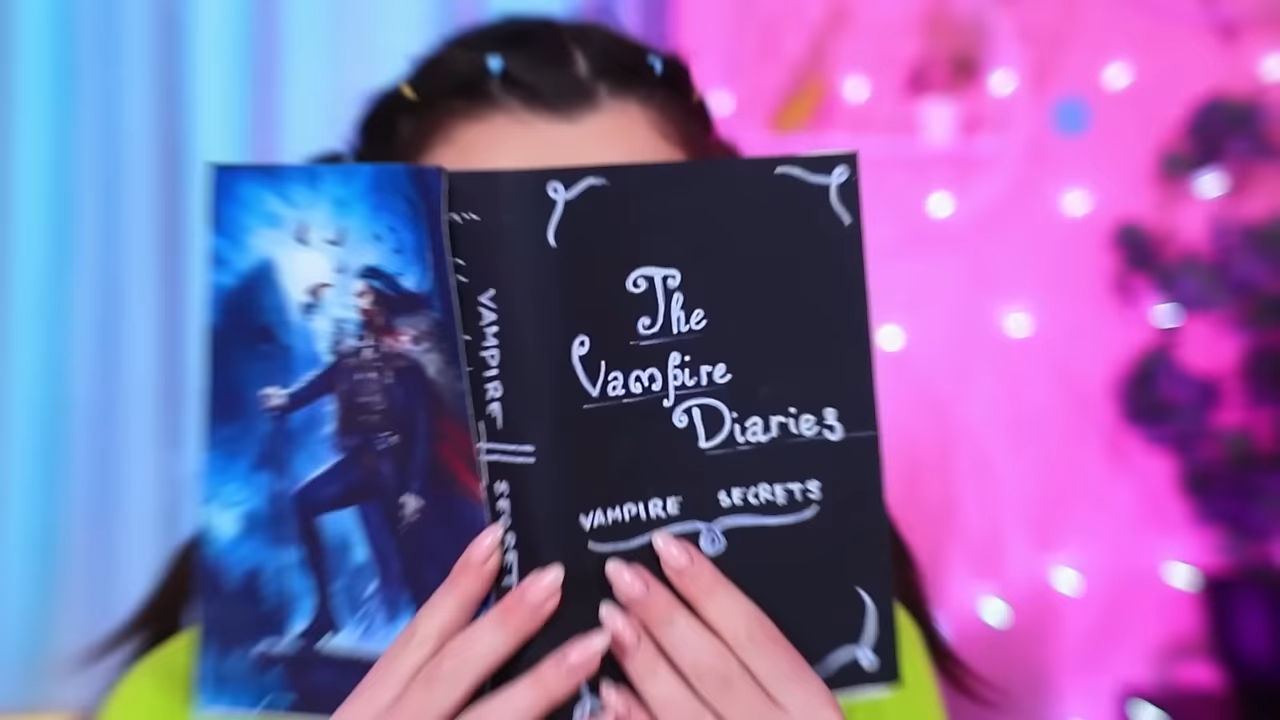 The
Vampire
Diaries
VAMPIRE SECRETS
VAMPIRE